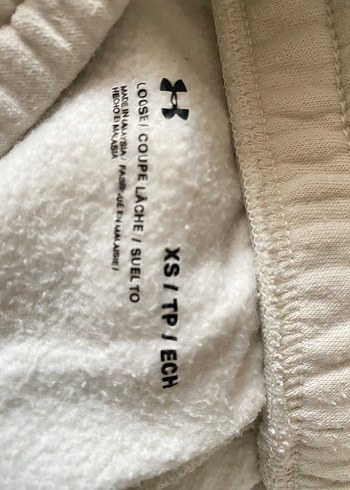 XS / TP / ECH
LOOSE / COUPE LÂCHE / SUELTO
MADE IN MALAYSIA / FABRIQUÉ EN MALAISIE /
HECHO EN MALASIA